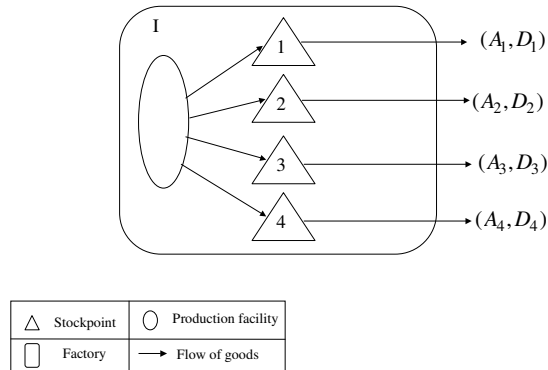 I
1
(A₁, D₁)
2
(A₂, D₂)
3
(A₃, D₃)
4
(A₄, D₄)
Stockpoint
Production facility
Factory
Flow of goods